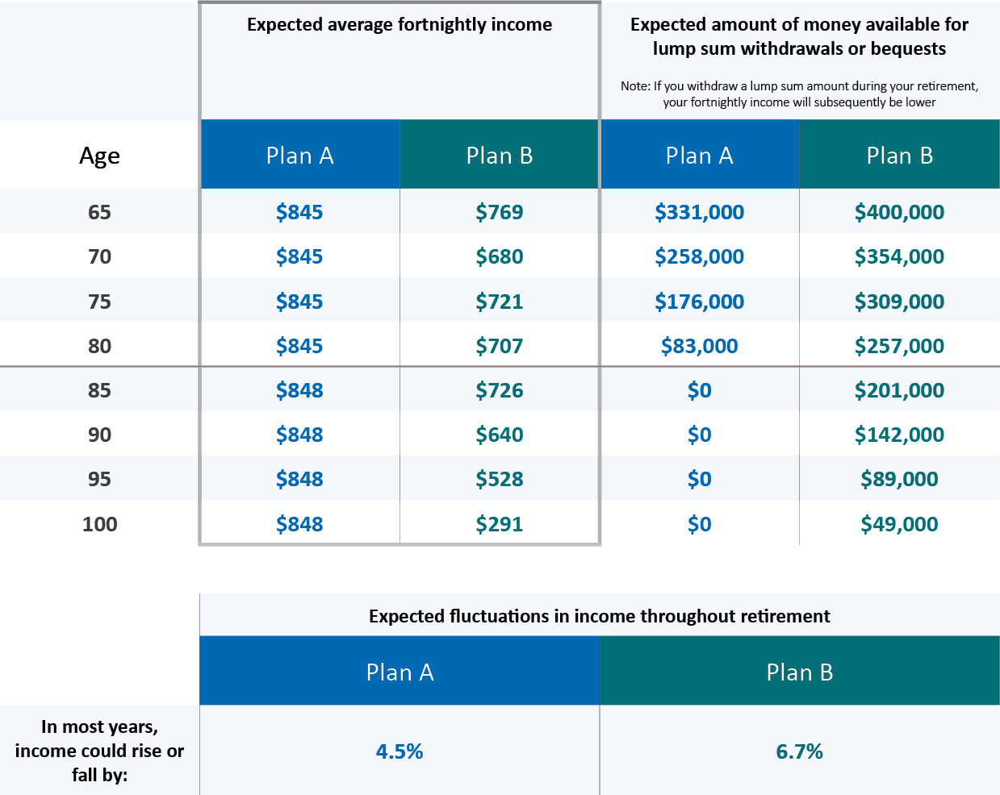 Expected average fortnightly income
Expected amount of money available for
lump sum withdrawals or bequests
Note: If you withdraw a lump sum amount during your retirement,
your fortnightly income will subsequently be lower
Age Plan A Plan B Plan A Plan B
65 $845 $769 $331,000 $400,000
70 $845 $680 $258,000 $354,000
75 $845 $721 $176,000 $309,000
80 $845 $707 $83,000 $257,000
85 $848 $726 $0 $201,000
90 $848 $640 $0 $142,000
95 $848 $528 $0 $89,000
100 $848 $291 $0 $49,000
Expected fluctuations in income throughout retirement
Plan A Plan B
In most years,
income could rise or
fall by:
4.5% 6.7%